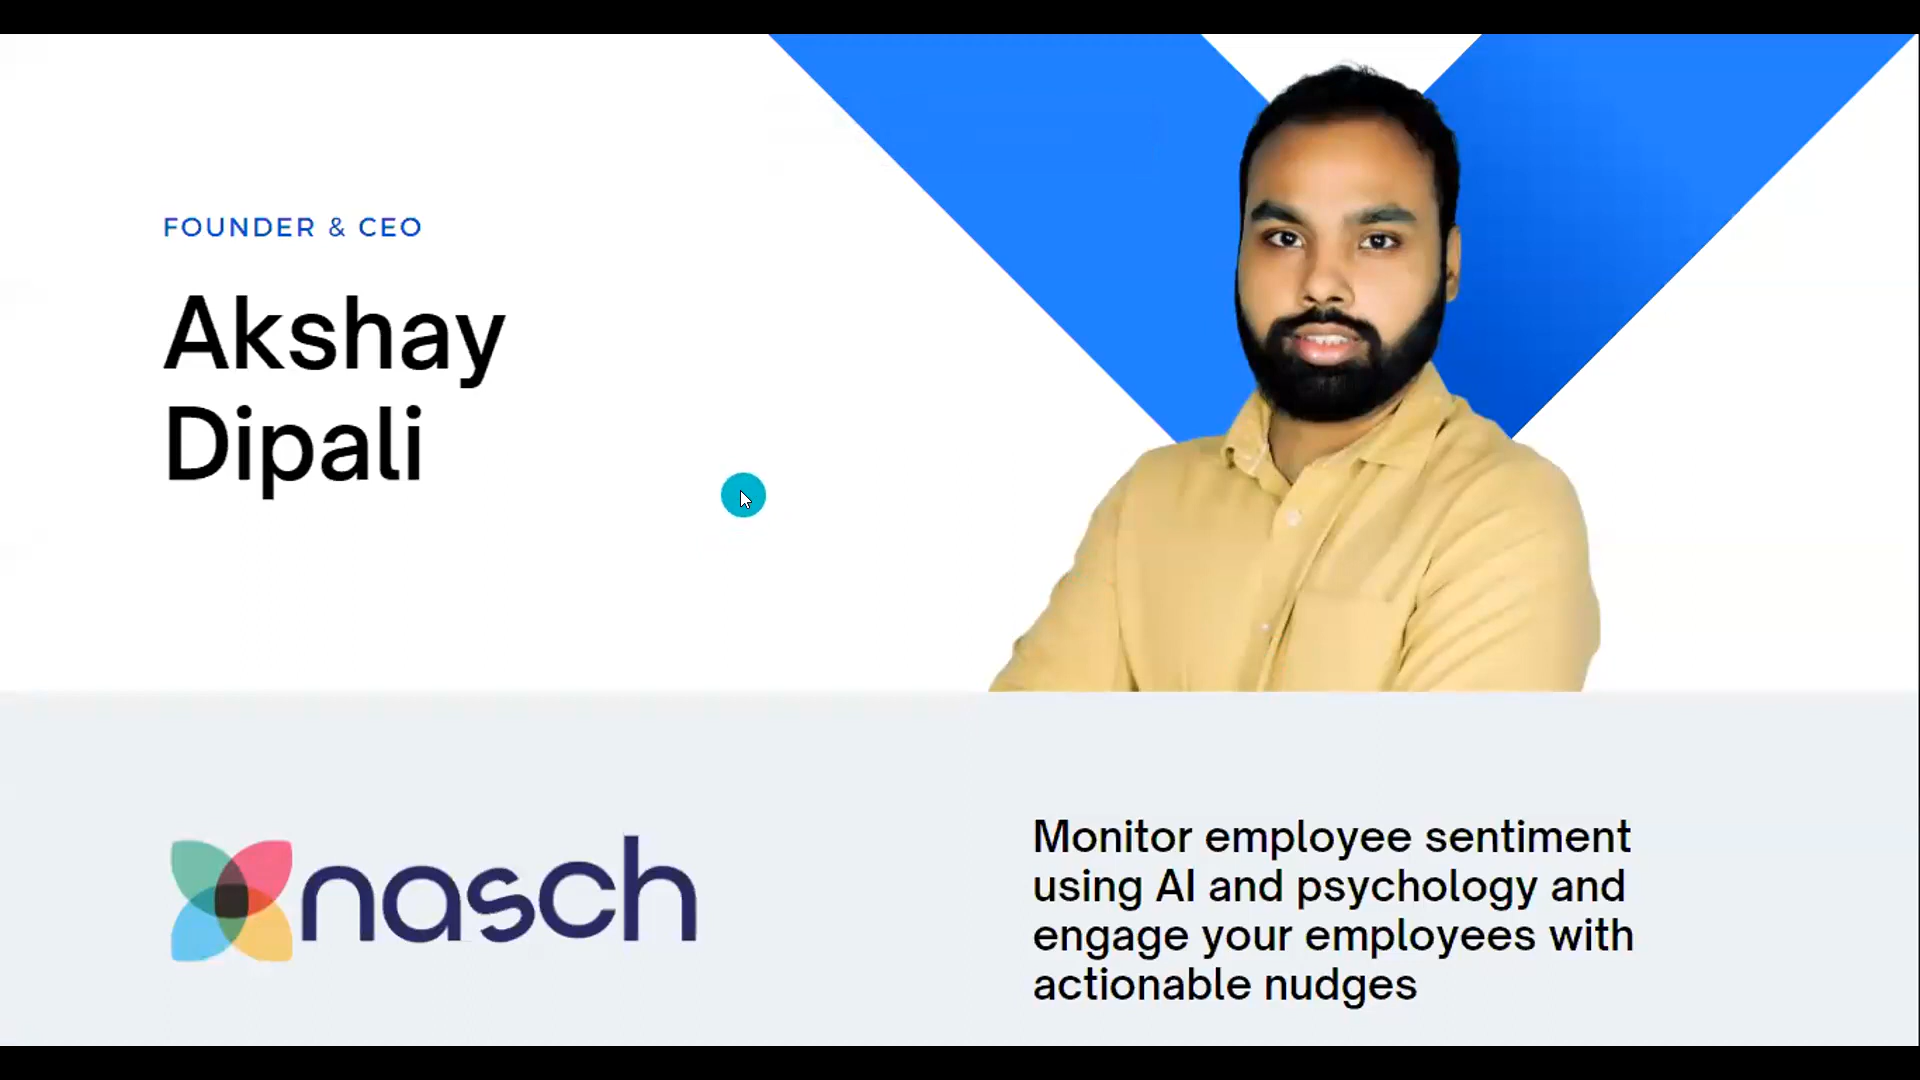 FOUNDER & CEO
Akshay
Dipali
nasch
Monitor employee sentiment
using AI and psychology and
engage your employees with
actionable nudges